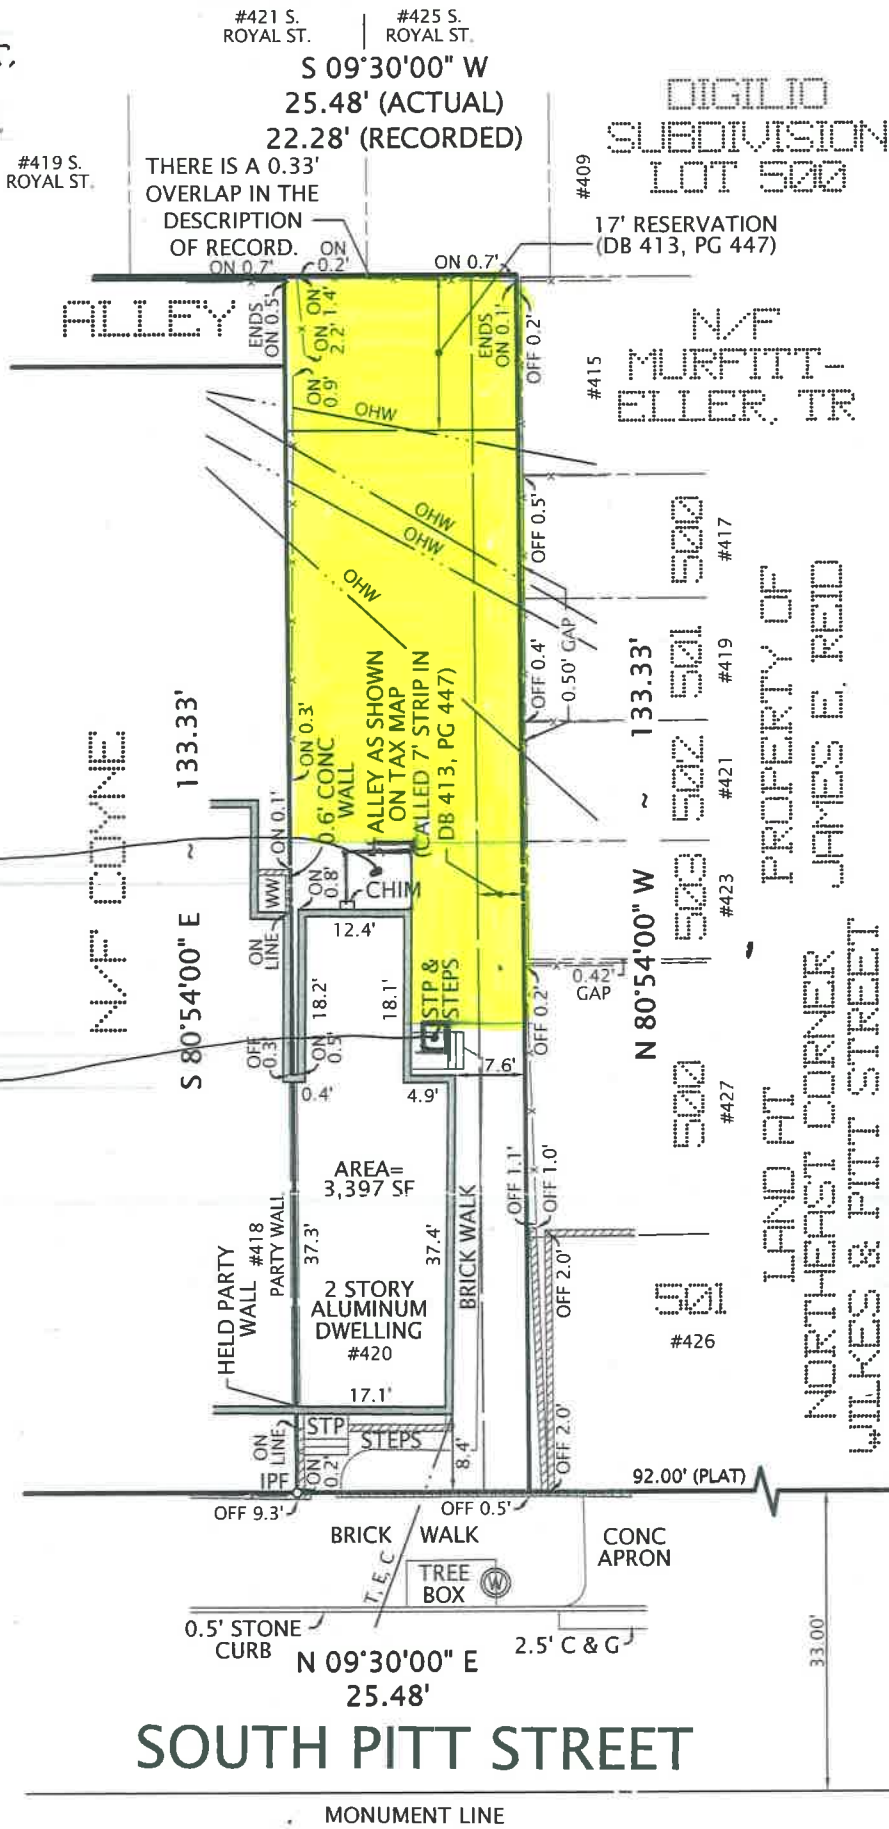 #421 S.
ROYAL ST.
#425 S.
ROYAL ST.
S 09°30'00" W
25.48' (ACTUAL)
22.28' (RECORDED)
DIGILIO
SUBDIVISION
LOT 500
#409
#419 S.
ROYAL ST.
THERE IS A 0.33'
OVERLAP IN THE
DESCRIPTION
OF RECORD.
17' RESERVATION
(DB 413, PG 447)
ON 0.7'
ON
0.2'
ON 0.7'
ALLEY
ENDS
ON 0.5'
ON
1.4'
ON
2.2'
ON
0.9'
ENDS
ON 0.1'
OFF 0.2'
N/F
MURFITT-
ELLER, TR
#415
OHW
OHW
OHW
OHW
OFF 0.5'
500
#417
OFF 0.4'
0.50' GAP
133.33'
501
#419
PROPERTY OF
JAMES E. REID
N/F COYNE
133.33'
~
S 80°54'00" E
ON 0.3'
0.6' CONC
WALL
ALLEY AS SHOWN
ON TAX MAP
(CALLED 7' STRIP IN
DB 413, PG 447)
~
N 80°54'00" W
502
#421
ON 0.1'
WW
ON
0.8'
CHIM
503
#423
ON
LINE
12.4'
18.2'
18.1'
STP &
STEPS
0.42'
GAP
OFF 0.2'
OFF
0.3'
ON
0.5'
7.6'
0.4'
4.9'
500
#427
LAND AT
NORTHEAST CORNER
WILKES & PITT STREET
AREA=
3,397 SF
OFF 1.1'
OFF 1.0'
HELD PARTY
WALL
#418
PARTY WALL
37.3'
37.4'
BRICK WALK
OFF 2.0'
2 STORY
ALUMINUM
DWELLING
#420
501
#426
17.1'
ON
LINE
STP
STEPS
ON
0.2'
8.4'
OFF 2.0'
IPF
92.00' (PLAT)
OFF 9.3'
OFF 0.5'
BRICK WALK
CONC
APRON
T, E, C
TREE
BOX
W
0.5' STONE
CURB
2.5' C & G
33.00'
N 09°30'00" E
25.48'
SOUTH PITT STREET
MONUMENT LINE